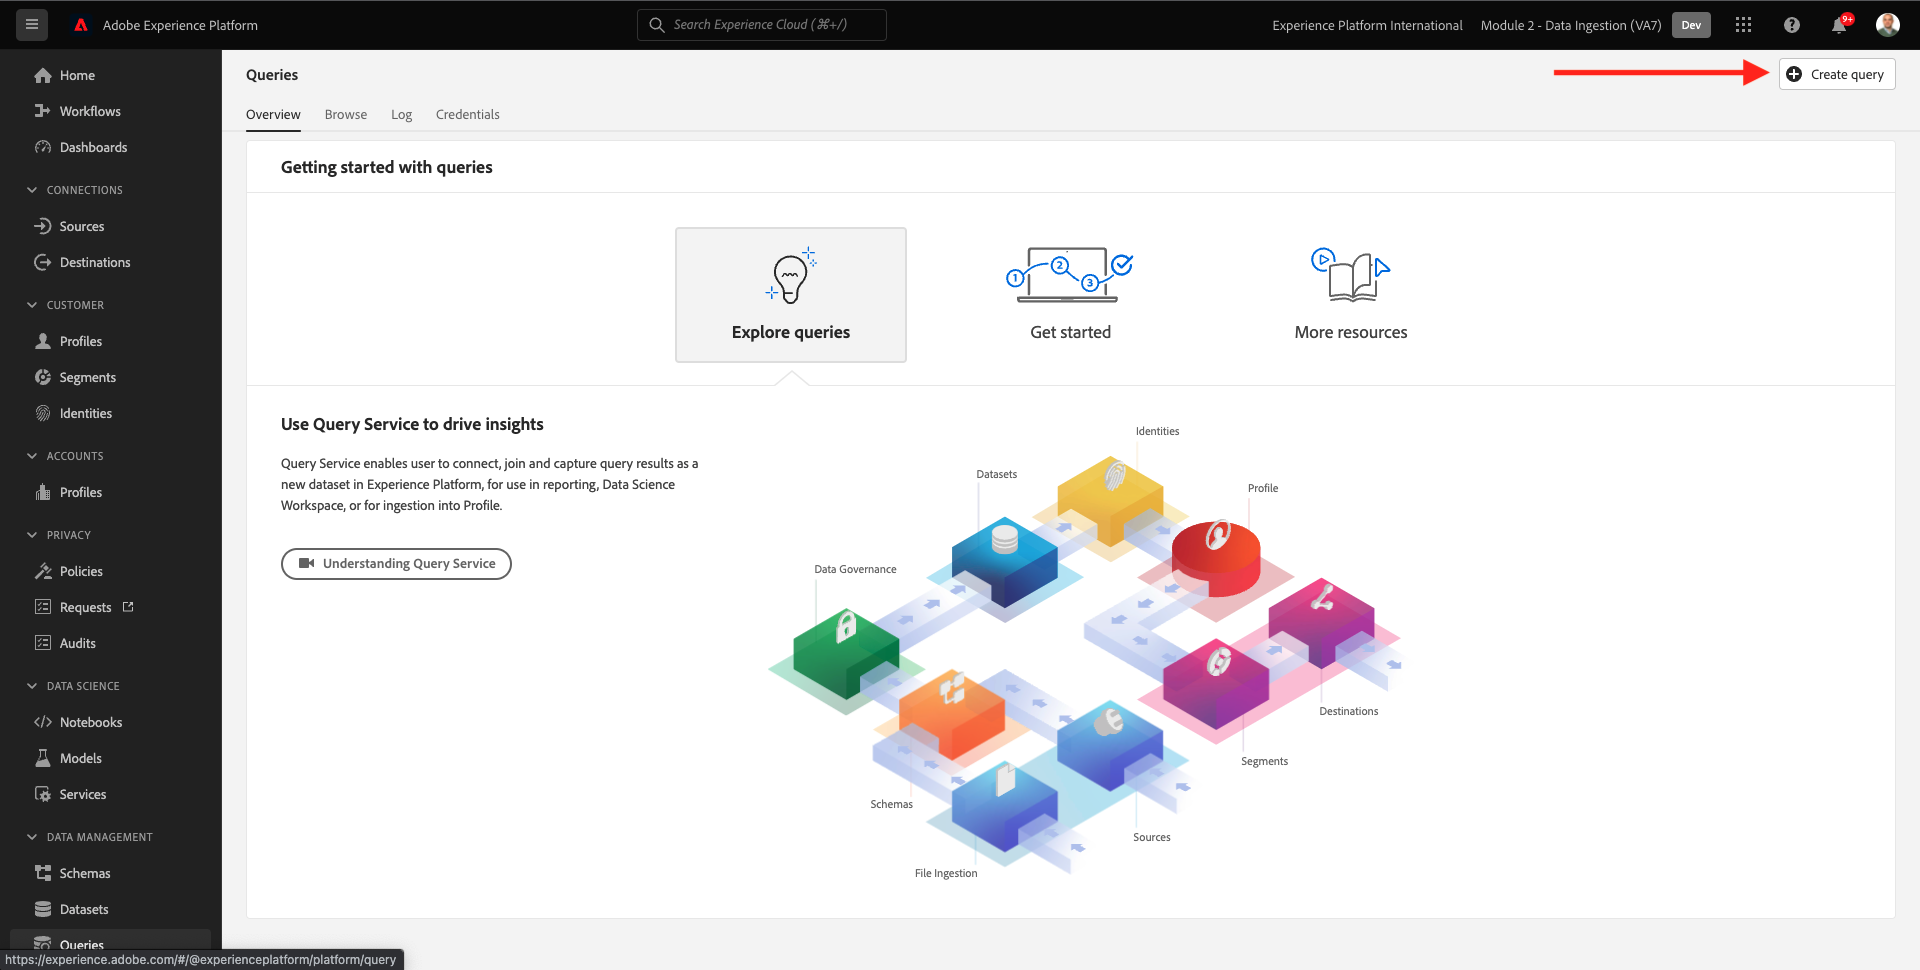 Adobe Experience Platform
Search Experience Cloud (⌘+/)
Experience Platform International
Module 2 - Data Ingestion (VA7)
Dev
9+
Home
Workflows
Dashboards
CONNECTIONS
Sources
Destinations
CUSTOMER
Profiles
Segments
Identities
ACCOUNTS
Profiles
PRIVACY
Policies
Requests
Audits
DATA SCIENCE
Notebooks
Models
Services
DATA MANAGEMENT
Schemas
Datasets
Queries
https://experience.adobe.com/#/@experienceplatform/platform/query
Queries
Create query
Overview
Browse
Log
Credentials
Getting started with queries
Explore queries
1
2
3
Get started
More resources
Use Query Service to drive insights
Query Service enables user to connect, join and capture query results as a
new dataset in Experience Platform, for use in reporting, Data Science
Workspace, or for ingestion into Profile.
Understanding Query Service
Identities
Datasets
Profile
Data Governance
Destinations
Segments
Schemas
Sources
File Ingestion